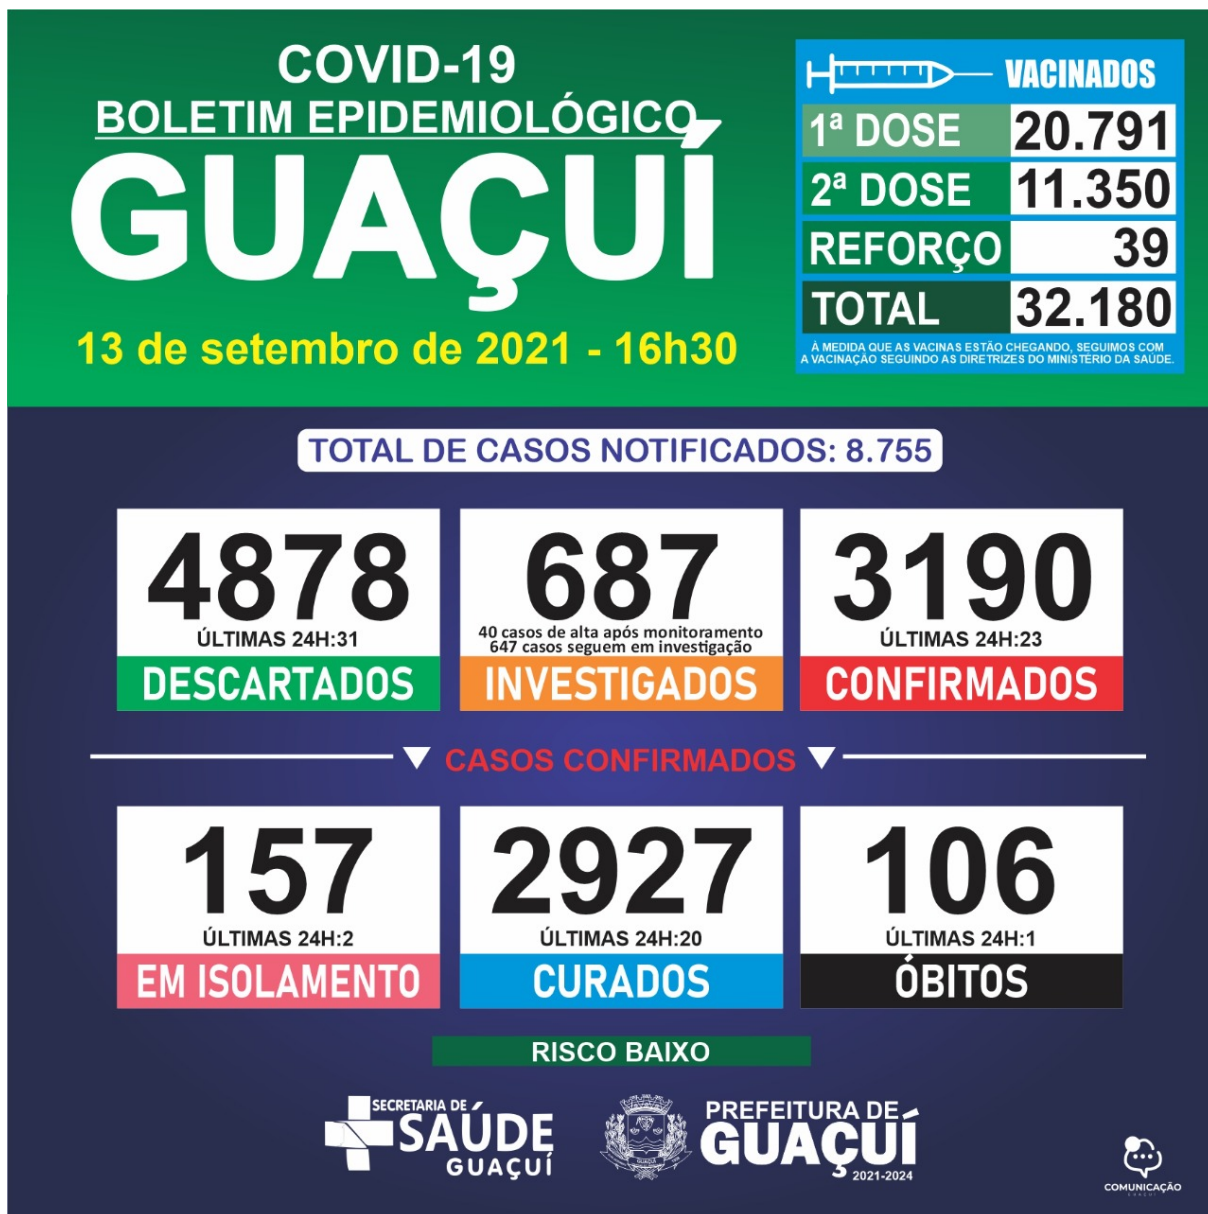 COVID-19
BOLETIM EPIDEMIOLÓGICO
GUAÇUÍ
13 de setembro de 2021 - 16h30
VACINADOS
1ª DOSE 20.791
2ª DOSE 11.350
REFORÇO 39
TOTAL 32.180
À MEDIDA QUE AS VACINAS ESTÃO CHEGANDO, SEGUIMOS COM
A VACINAÇÃO SEGUINDO AS DIRETRIZES DO MINISTÉRIO DA SAÚDE.
TOTAL DE CASOS NOTIFICADOS: 8.755
4878
ÚLTIMAS 24H:31
DESCARTADOS
687
40 casos de alta após monitoramento
647 casos seguem em investigação
INVESTIGADOS
3190
ÚLTIMAS 24H:23
CONFIRMADOS
CASOS CONFIRMADOS
157
ÚLTIMAS 24H:2
EM ISOLAMENTO
2927
ÚLTIMAS 24H:20
CURADOS
106
ÚLTIMAS 24H:1
ÓBITOS
RISCO BAIXO
SECRETARIA DE
SAÚDE
GUAÇUÍ
PREFEITURA DE
GUAÇUÍ
2021-2024
COMUNICAÇÃO
GUAÇUÍ